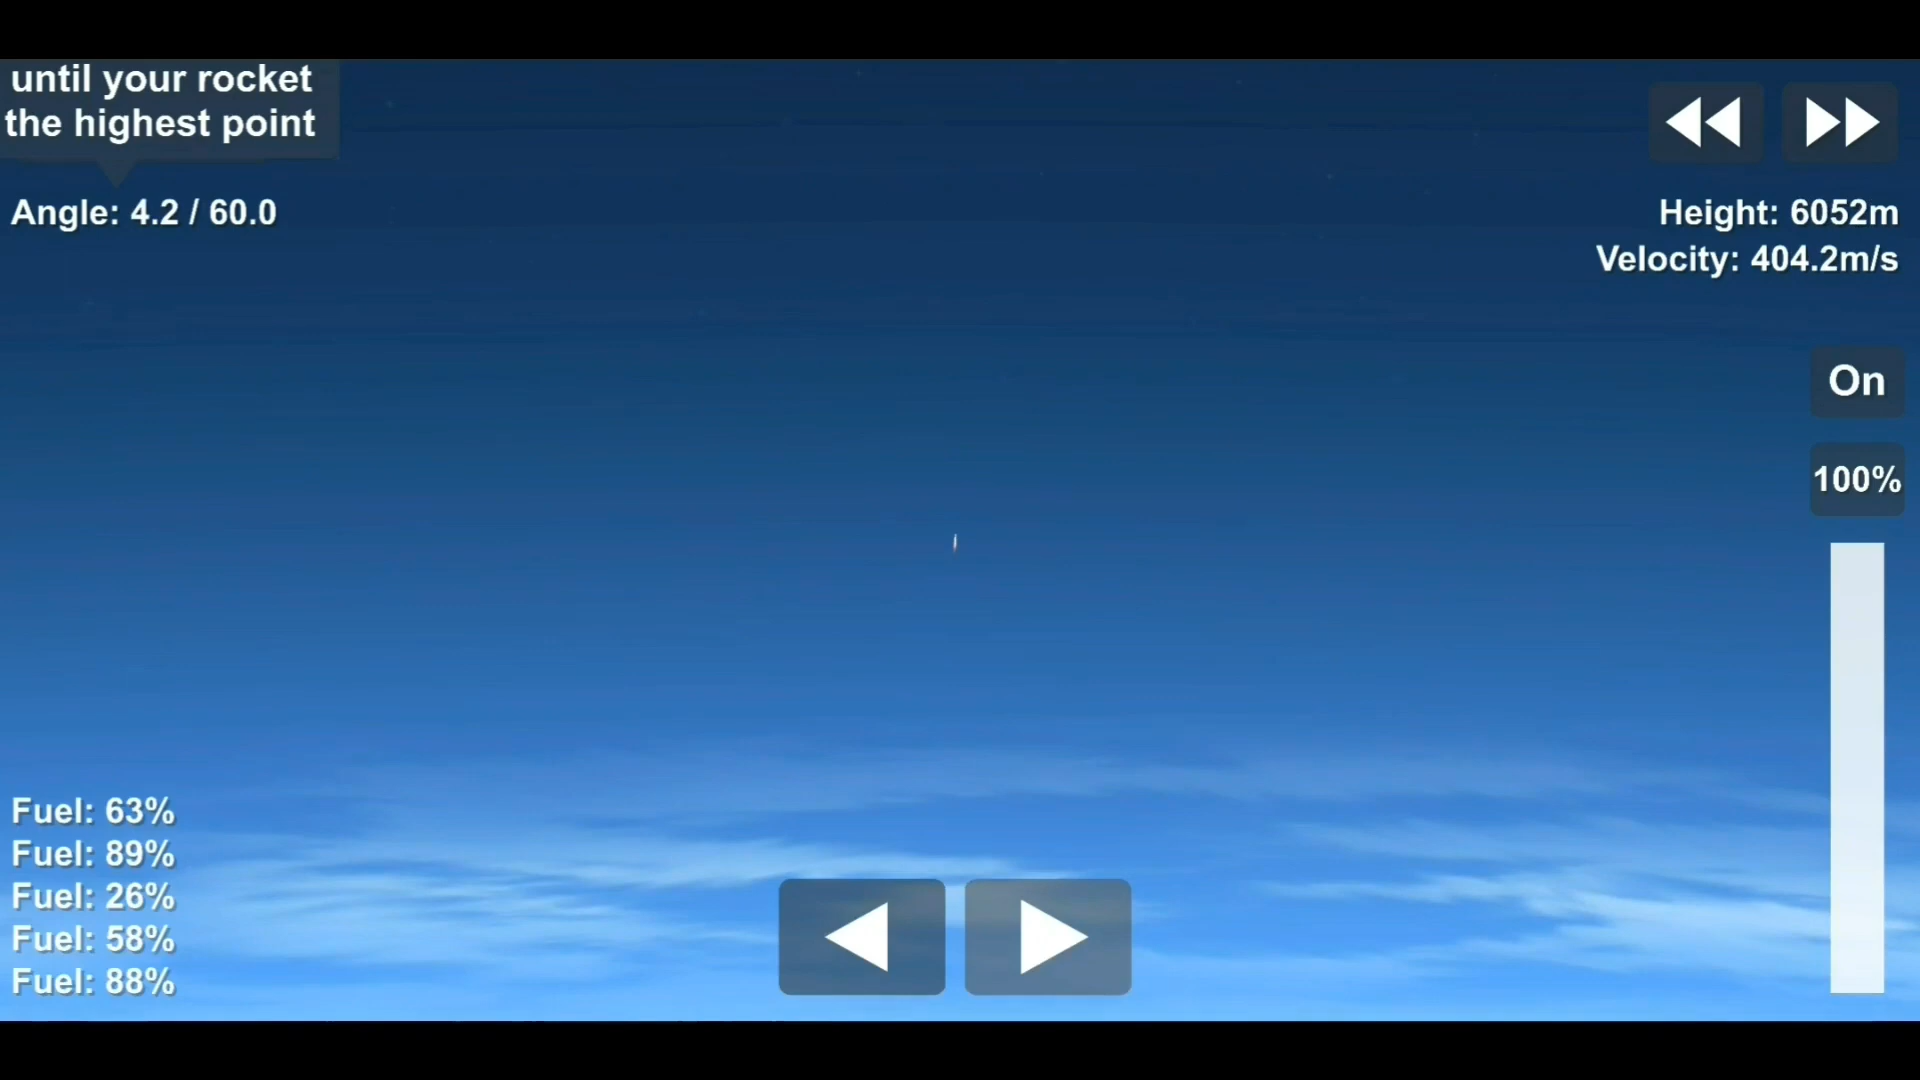 until your rocket
the highest point
Angle: 4.2 / 60.0
Height: 6052m
Velocity: 404.2m/s
On
100%
Fuel: 63%
Fuel: 89%
Fuel: 26%
Fuel: 58%
Fuel: 88%